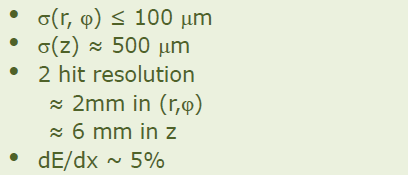 • σ(r, φ) ≤ 100 μm
• σ(z) ≈ 500 μm
• 2 hit resolution
≈ 2mm in (r,φ)
≈ 6 mm in z
• dE/dx ~ 5%